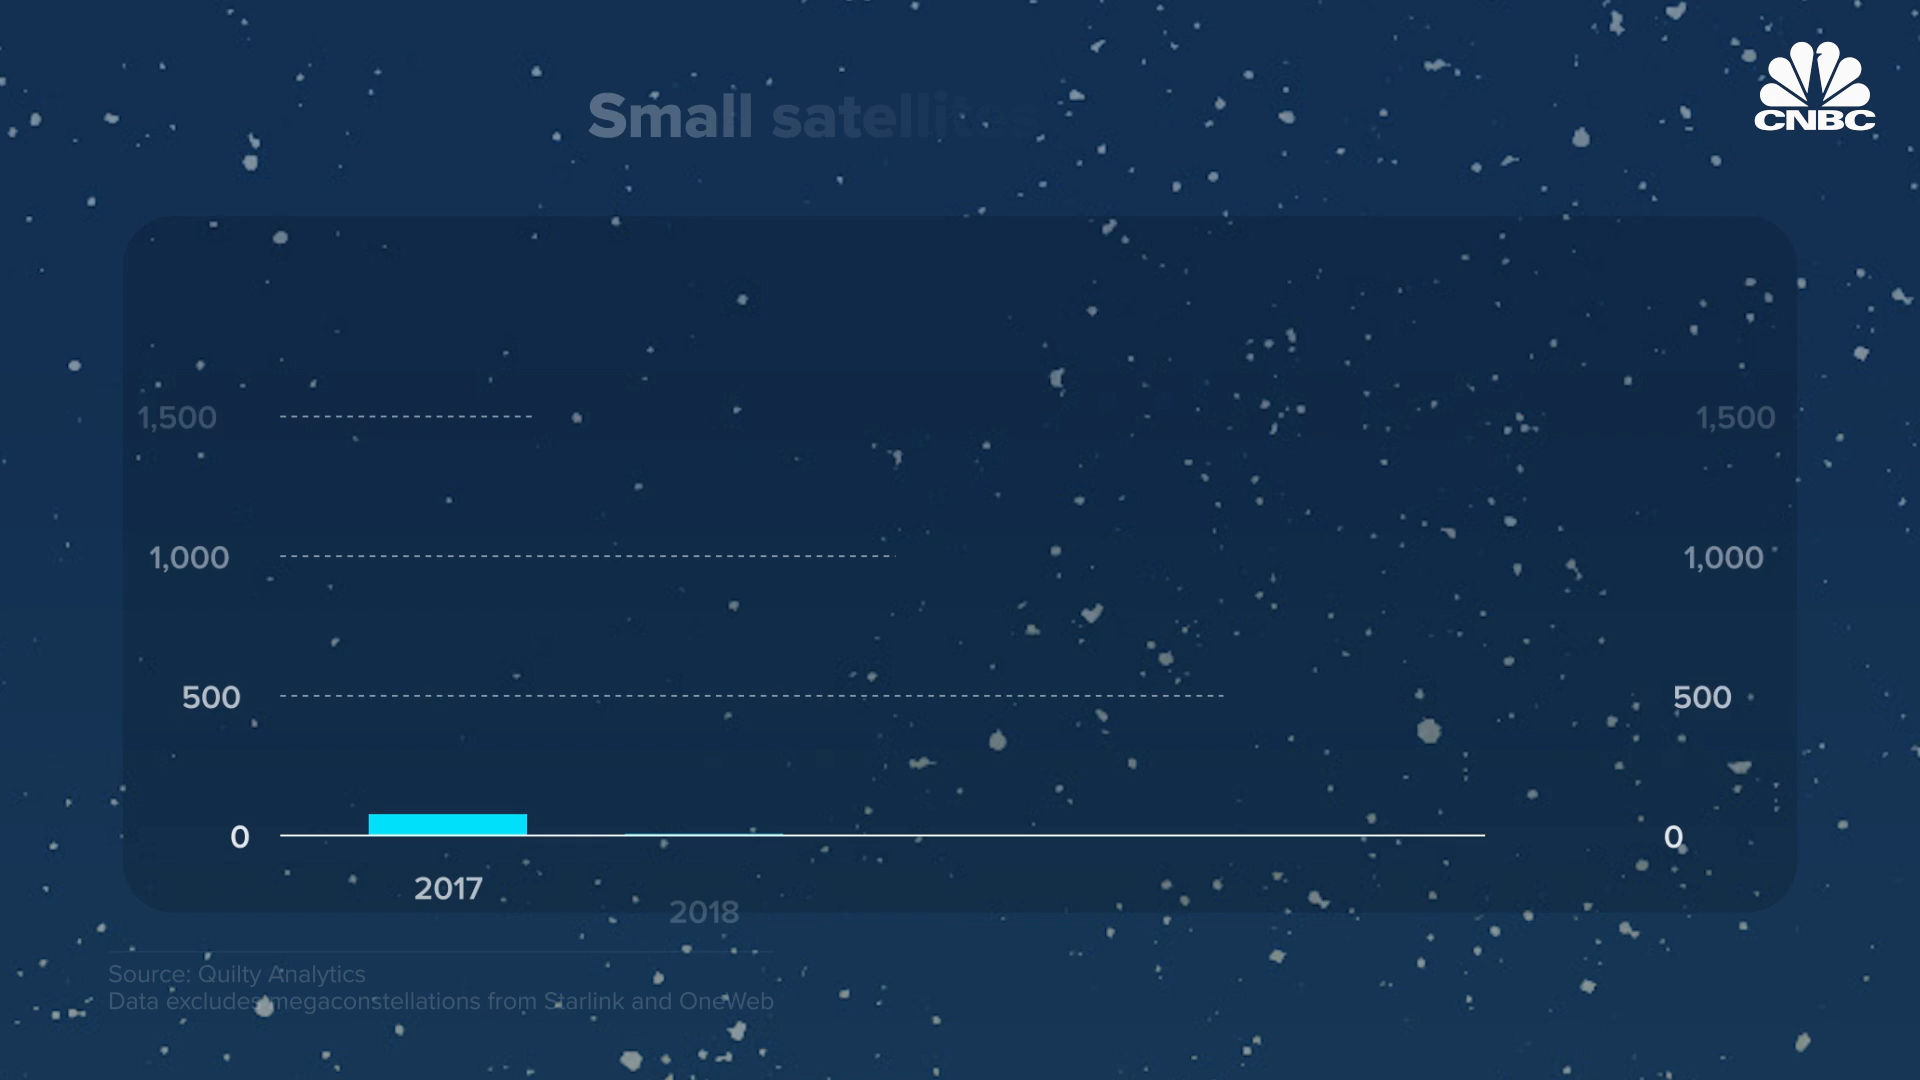 CNBC
Small satellites
1,500 1,500
1,000 1,000
500 500
0 0
2017
2018
Source: Quilty Analytics
Data excludes megaconstellations from Starlink and OneWeb